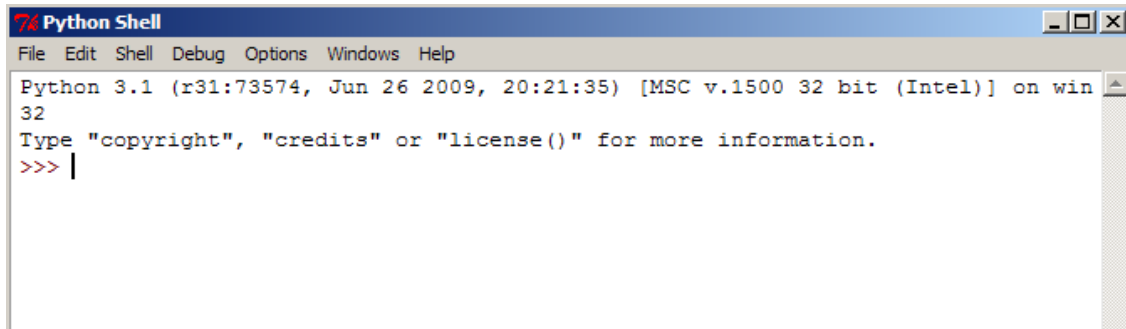 Python Shell
File Edit Shell Debug Options Windows Help
Python 3.1 (r31:73574, Jun 26 2009, 20:21:35) [MSC v.1500 32 bit (Intel)] on win
32
Type "copyright", "credits" or "license()" for more information.
>>>